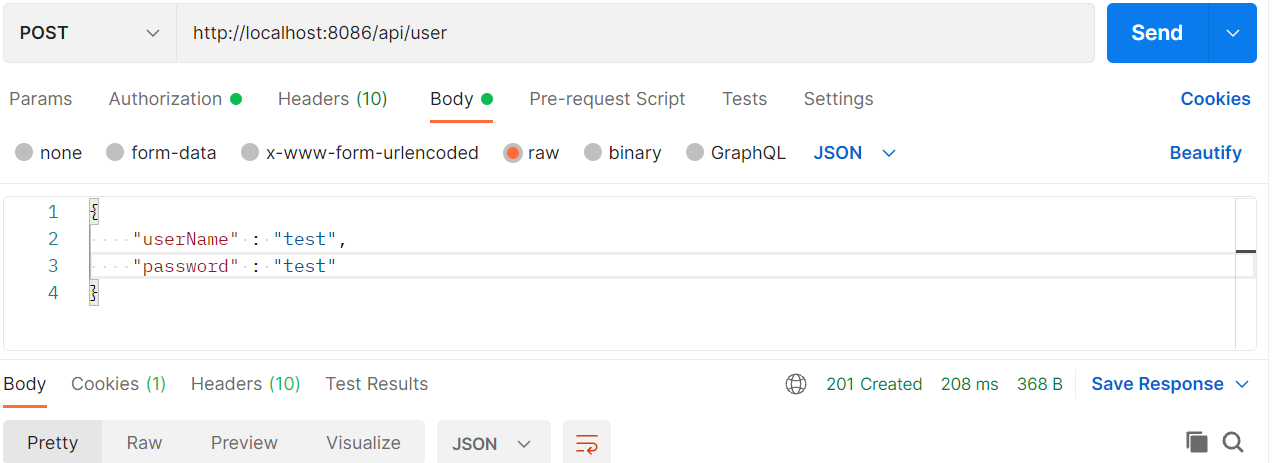 POST http://localhost:8086/api/user Send
Params Authorization Headers (10) Body Pre-request Script Tests Settings Cookies
none form-data x-www-form-urlencoded raw binary GraphQL JSON Beautify
1 {
2 "userName" : "test",
3 "password" : "test"
4 }
Body Cookies (1) Headers (10) Test Results 201 Created 208 ms 368 B Save Response
Pretty Raw Preview Visualize JSON